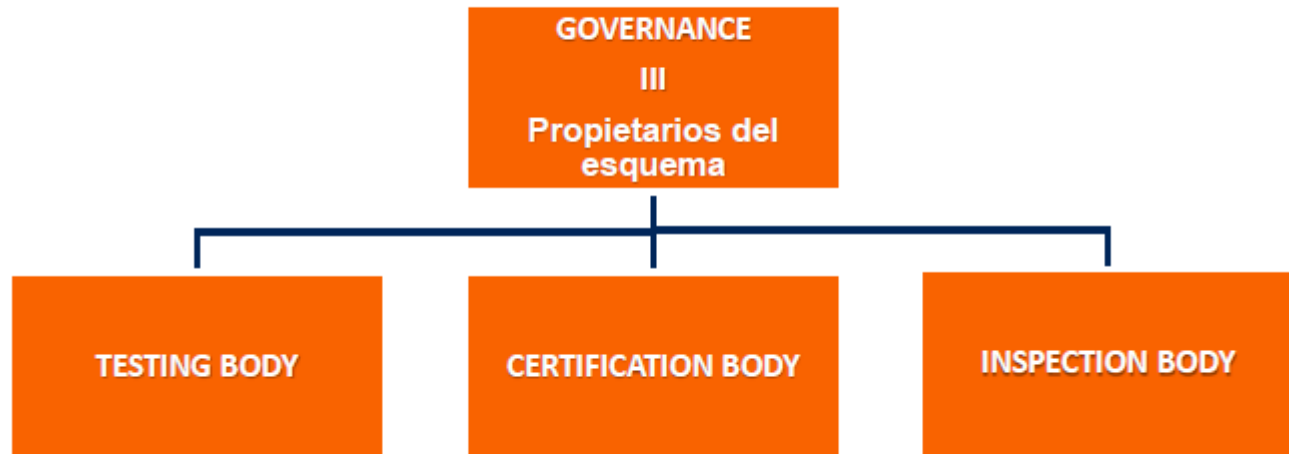 GOVERNANCE
III
Propietarios del
esquema
TESTING BODY
CERTIFICATION BODY
INSPECTION BODY